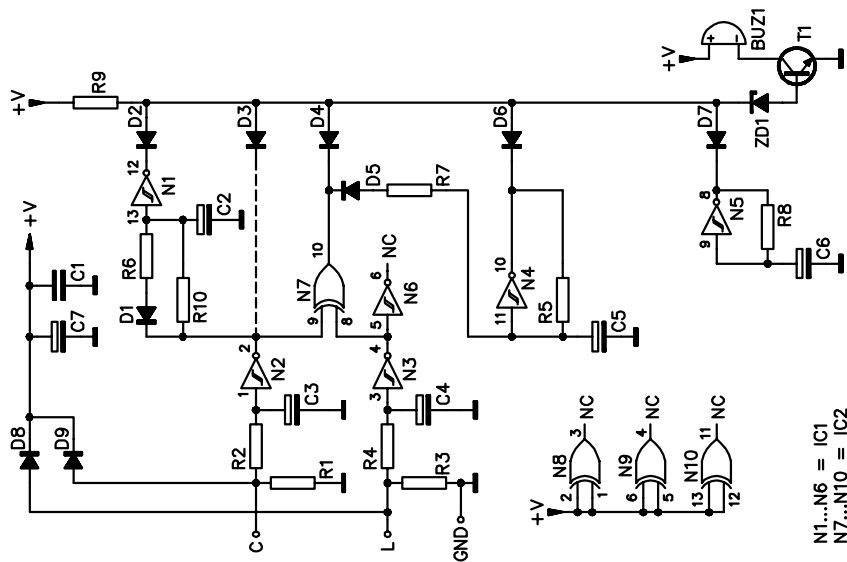 +V
R9
D2
D3
D4
D6
D7
ZD1
+V
+
-
BUZ1
T1
12
N1
13
C2
D5
R7
8
N5
9
R8
C6
+V
C1
C7
R6
D1
R10
10
N7
9
8
6
NC
N6
5
10
N4
11
R5
C5
2
N2
1
C3
4
N3
3
C4
D8
D9
R2
R1
R4
R3
C
L
GND
+V
N8
2
1
3
NC
N9
6
5
4
NC
N10
13
12
11
NC
N1...N6 = IC1
N7...N10 = IC2